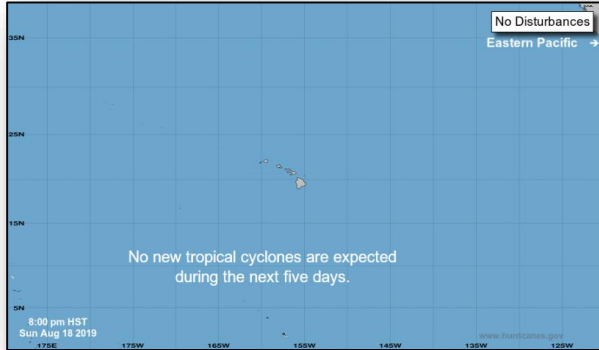 No Disturbances
Eastern Pacific →
35N
25N
15N
No new tropical cyclones are expected
during the next five days.
5N
8:00 pm HST
Sun Aug 18 2019
www.hurricanes.gov
175E
175W
165W
155W
145W
135W
125W